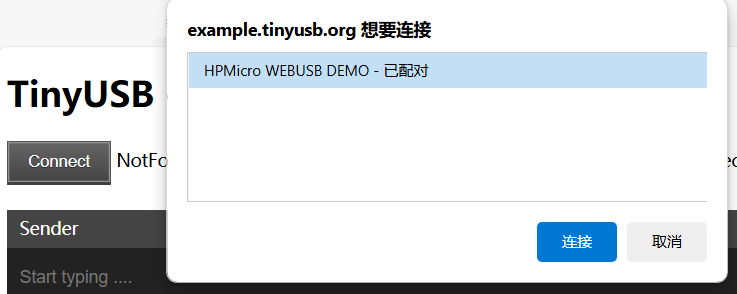 example.tinyusb.org 想要连接
HPMicro WEBUSB DEMO - 已配对
连接 取消
TinyUSB
Connect
Sender
Start typing ....